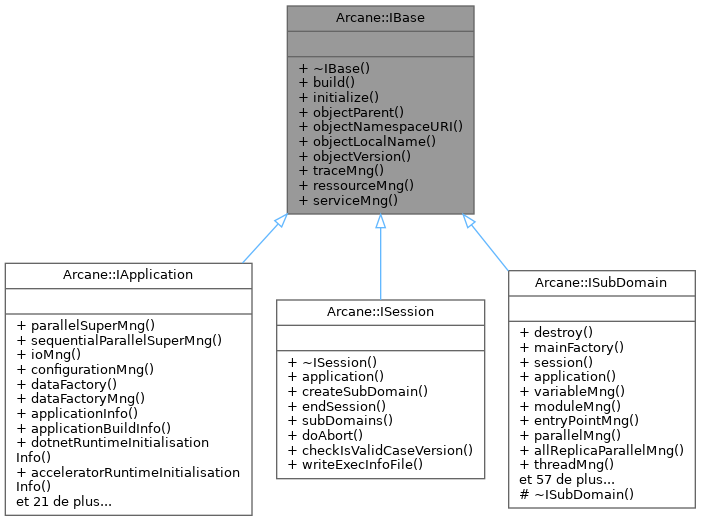 Arcane::IBase
+ ~IBase()
+ build()
+ initialize()
+ objectParent()
+ objectNamespaceURI()
+ objectLocalName()
+ objectVersion()
+ traceMng()
+ ressourceMng()
+ serviceMng()
Arcane::IApplication
+ parallelSuperMng()
+ sequentialParallelSuperMng()
+ ioMng()
+ configurationMng()
+ dataFactory()
+ dataFactoryMng()
+ applicationInfo()
+ applicationBuildInfo()
+ dotnetRuntimeInitialisation
Info()
+ acceleratorRuntimeInitialisation
Info()
et 21 de plus...
Arcane::ISession
+ ~ISession()
+ application()
+ createSubDomain()
+ endSession()
+ subDomains()
+ doAbort()
+ checkIsValidCaseVersion()
+ writeExecInfoFile()
Arcane::ISubDomain
+ destroy()
+ mainFactory()
+ session()
+ application()
+ variableMng()
+ moduleMng()
+ entryPointMng()
+ parallelMng()
+ allReplicaParallelMng()
+ threadMng()
et 57 de plus...
# ~ISubDomain()